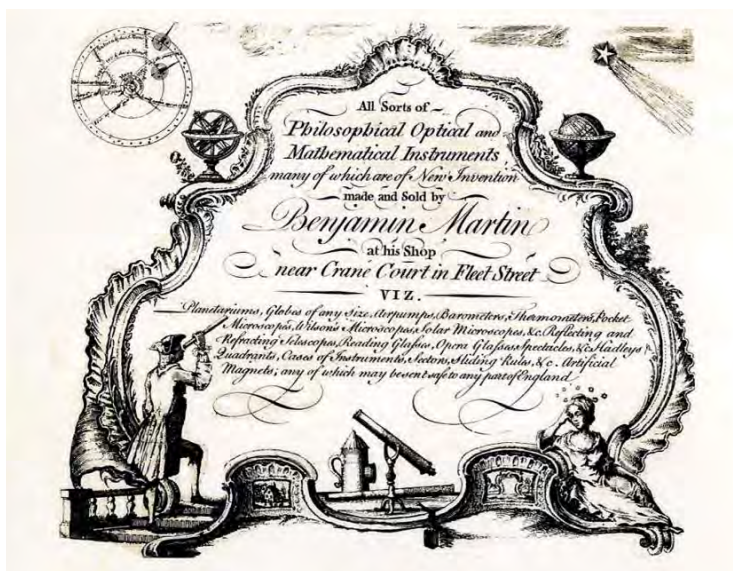 All Sorts of
Philosophical Optical and
Mathematical Instruments,
many of which are of New Invention
made and Sold by
Benjamin Martin
at his Shop
near Crane Court in Fleet Street
VIZ.
Planetariums, Globes of any Size, Airpumps, Barometers, Thermometers, Pocket
Microscopes, Wilson's Microscopes, Solar Microscopes, &c. Reflecting and
Refracting Telescopes, Reading Glasses, Opera Glasses, Spectacles, &c. Hadleys
Quadrants, Cases of Instruments, Sectors, Sliding Rules, &c. Artificial
Magnets; any of which may be sent safe to any part of England